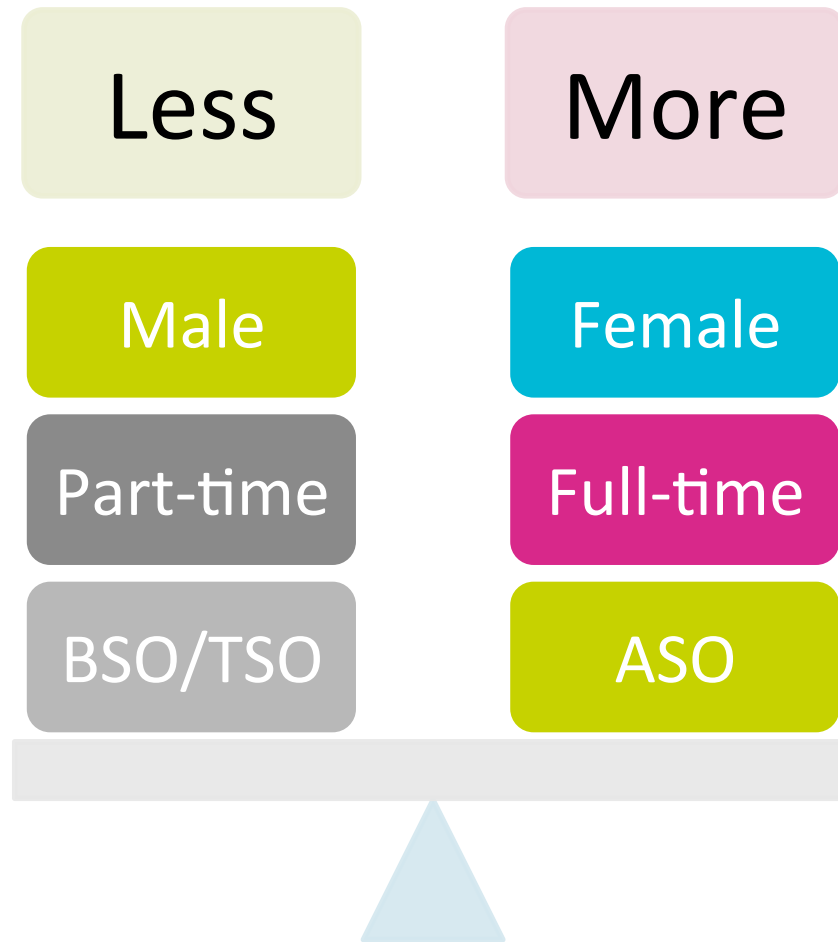 Less
More
Male
Female
Part-time
Full-time
BSO/TSO
ASO